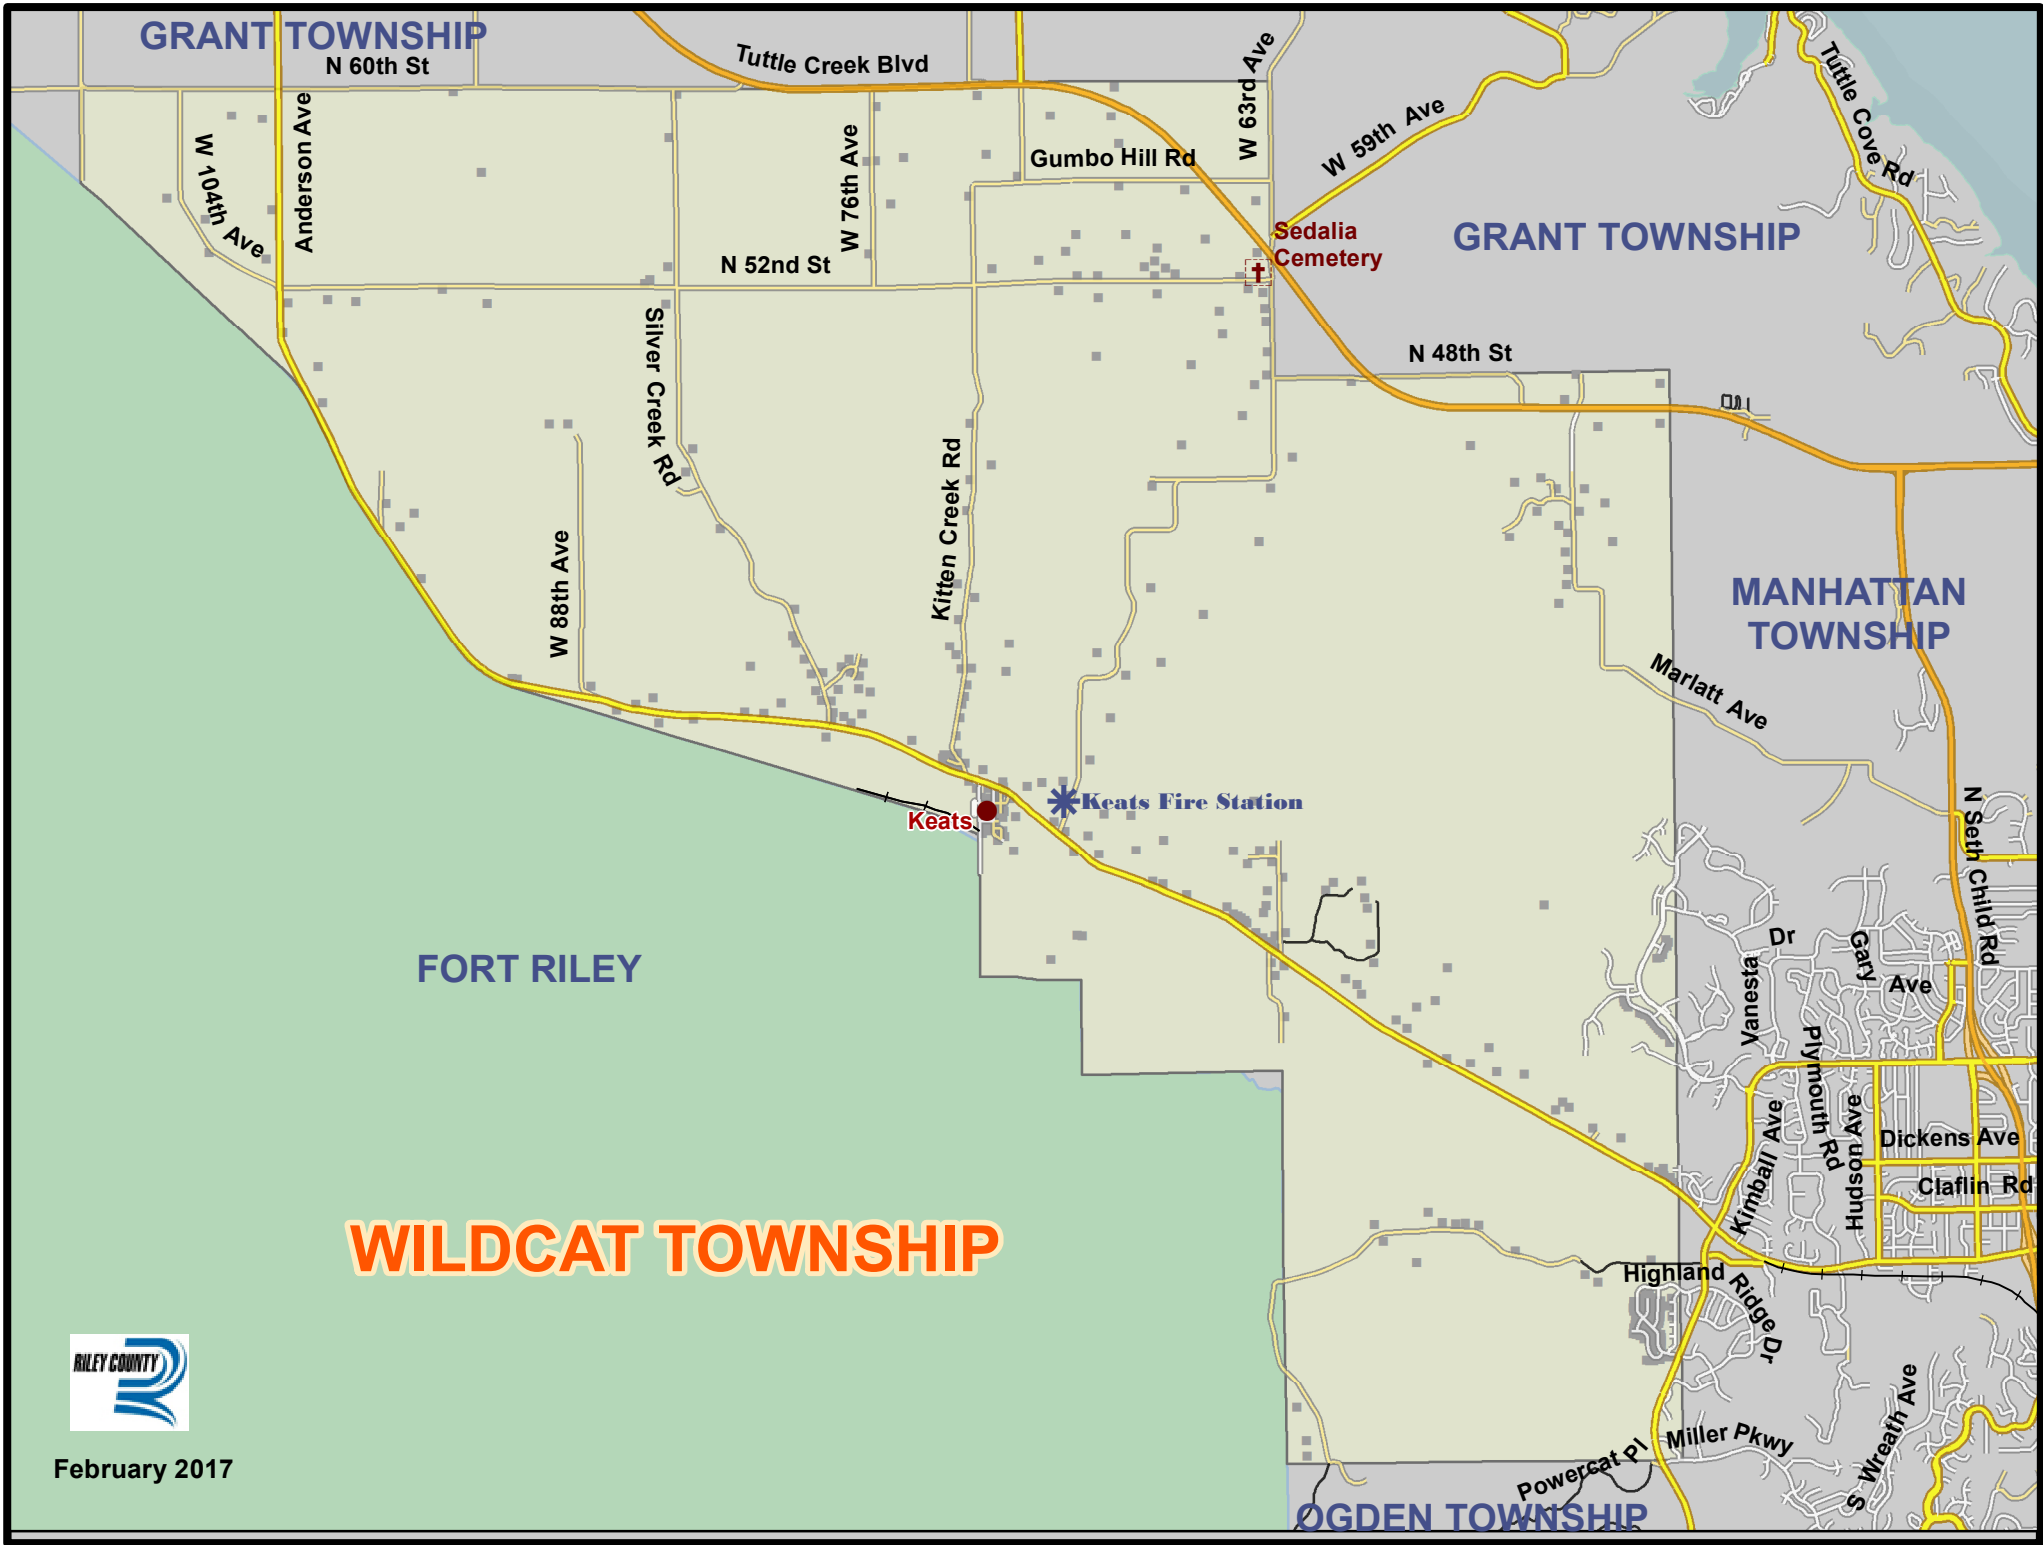 GRANT TOWNSHIP
N 60th St
Tuttle Creek Blvd
W 63rd Ave
W 59th Ave
Tuttle Cove Rd
W 104th Ave
Anderson Ave
W 76th Ave
Gumbo Hill Rd
GRANT TOWNSHIP
Sedalia
Cemetery
N 52nd St
Silver Creek Rd
N 48th St
Kitten Creek Rd
W 88th Ave
MANHATTAN
TOWNSHIP
Marlatt Ave
Keats Fire Station
Keats
N Seth Child Rd
FORT RILEY
Vanesta Dr
Gary Ave
Plymouth Rd
Kimball Ave
Hudson Ave
Dickens Ave
Claflin Rd
WILDCAT TOWNSHIP
Highland Ridge Dr
RILEY COUNTY
February 2017
S Wreath Ave
Miller Pkwy
Powercat Pl
OGDEN TOWNSHIP